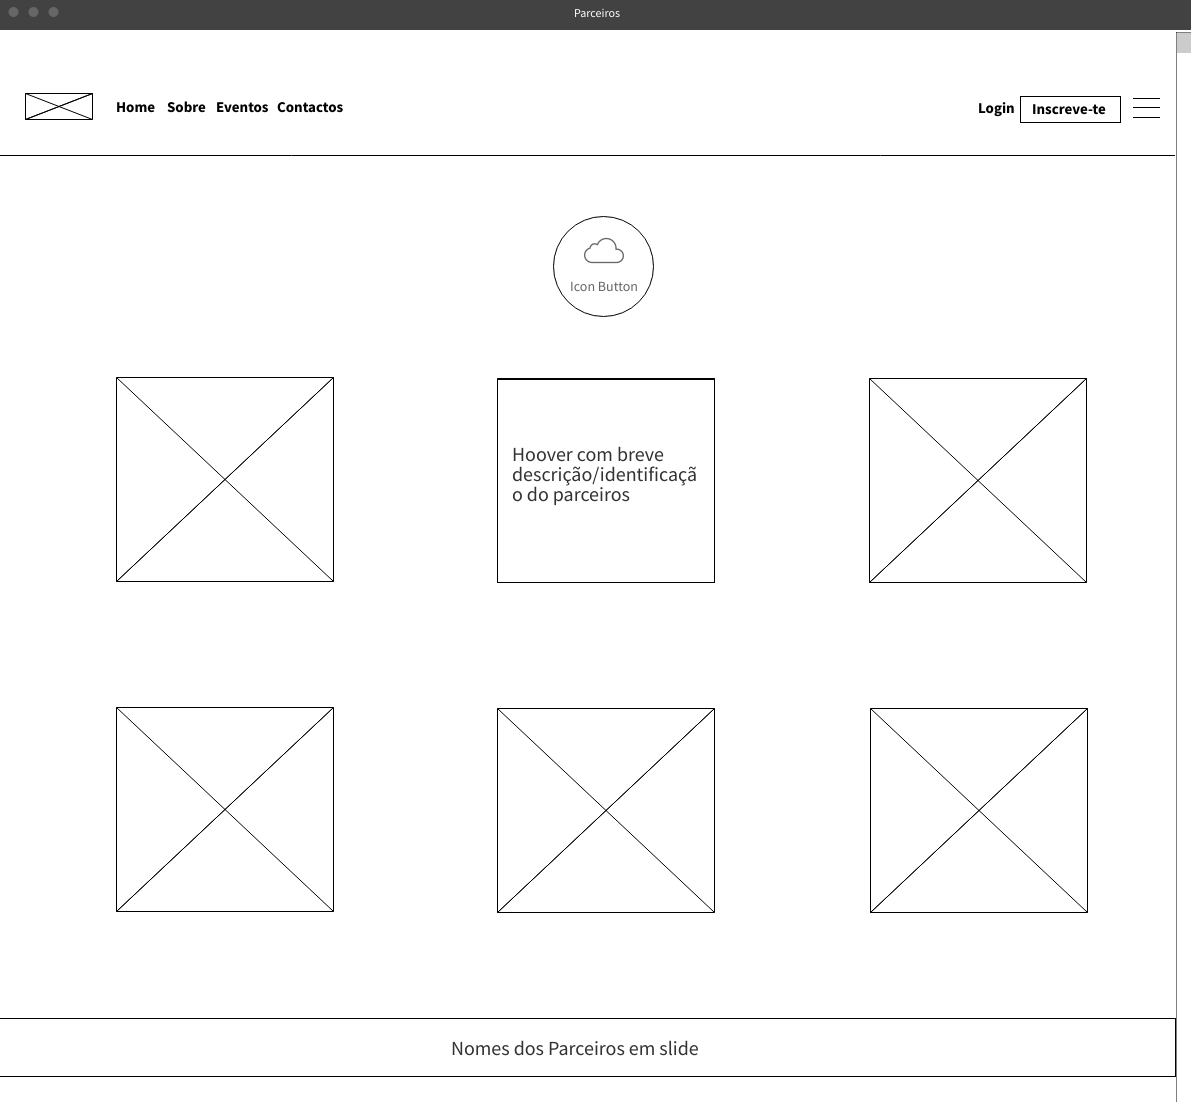 Parceiros
Home Sobre Eventos Contactos
Login Inscreve-te
Icon Button
Hoover com breve
descrição/identificaçã
o do parceiros
Nomes dos Parceiros em slide